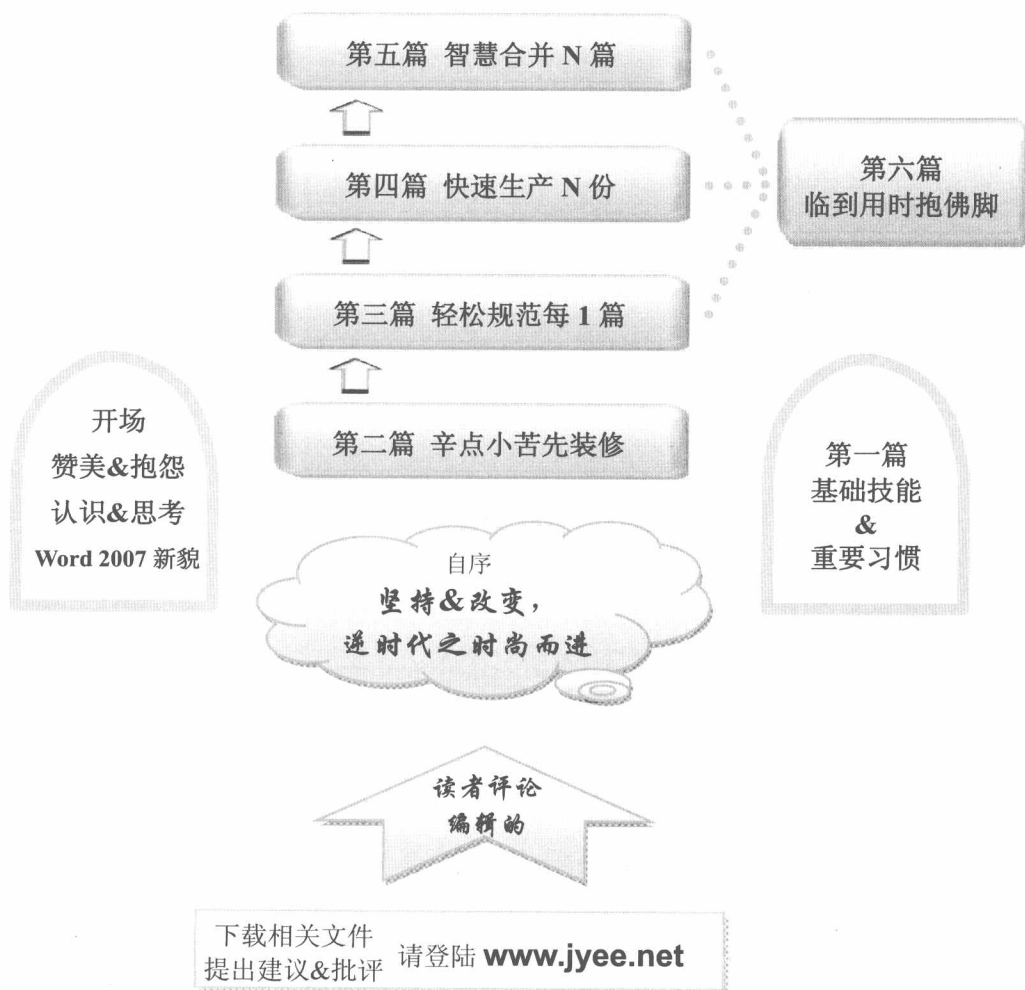 第五篇 智慧合并 N 篇
第四篇 快速生产 N 份
第六篇
临到用时抱佛脚
第三篇 轻松规范每 1 篇
第二篇 辛点小苦先装修
开场
赞美&抱怨
认识&思考
Word 2007 新貌
第一篇
基础技能
&
重要习惯
自序
坚持&改变，
逆时代之时尚而进
读者评论
编辑的
下载相关文件
提出建议&批评
请登陆 www.jyee.net